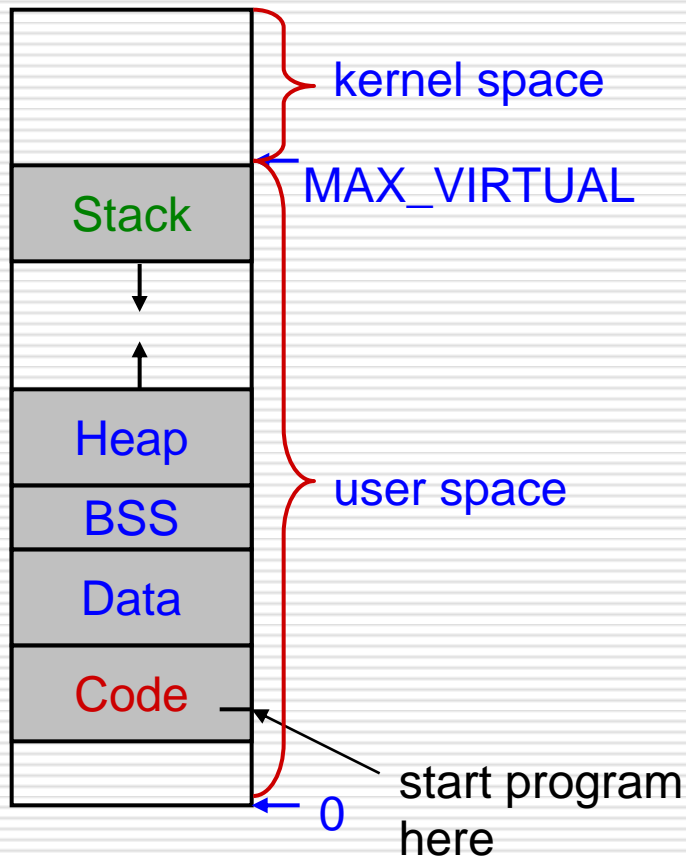 kernel space
MAX_VIRTUAL
Stack
Heap
user space
BSS
Data
Code
start program
here
0